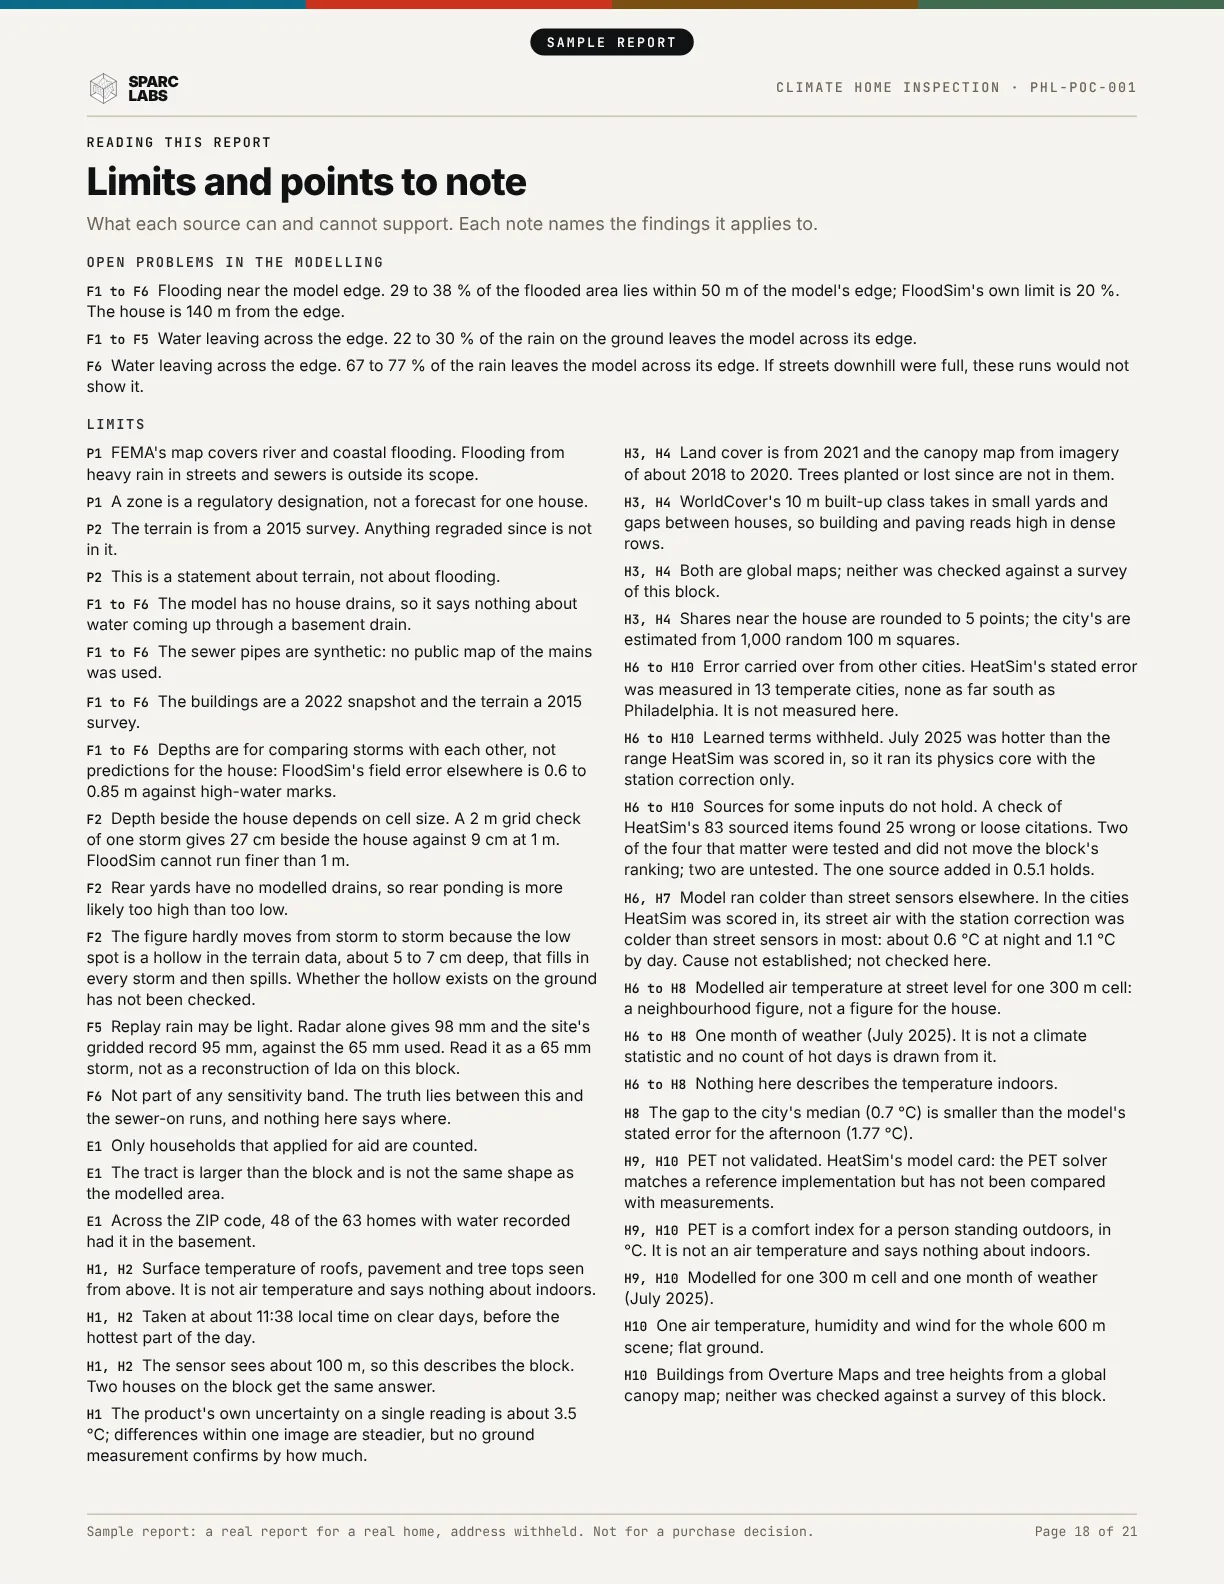 SAMPLE REPORT
SPARC
LABS
CLIMATE HOME INSPECTION · PHL-POC-001
READING THIS REPORT
Limits and points to note
What each source can and cannot support. Each note names the findings it applies to.
OPEN PROBLEMS IN THE MODELLING
F1 to F6 Flooding near the model edge. 29 to 38 % of the flooded area lies within 50 m of the model's edge; FloodSim's own limit is 20 %.
The house is 140 m from the edge.
F1 to F5 Water leaving across the edge. 22 to 30 % of the rain on the ground leaves the model across its edge.
F6 Water leaving across the edge. 67 to 77 % of the rain leaves the model across its edge. If streets downhill were full, these runs would not
show it.
LIMITS
P1 FEMA's map covers river and coastal flooding. Flooding from
heavy rain in streets and sewers is outside its scope.
P1 A zone is a regulatory designation, not a forecast for one house.
P2 The terrain is from a 2015 survey. Anything regraded since is not
in it.
P2 This is a statement about terrain, not about flooding.
F1 to F6 The model has no house drains, so it says nothing about
water coming up through a basement drain.
F1 to F6 The sewer pipes are synthetic: no public map of the mains
was used.
F1 to F6 The buildings are a 2022 snapshot and the terrain a 2015
survey.
F1 to F6 Depths are for comparing storms with each other, not
predictions for the house: FloodSim's field error elsewhere is 0.6 to
0.85 m against high-water marks.
F2 Depth beside the house depends on cell size. A 2 m grid check
of one storm gives 27 cm beside the house against 9 cm at 1 m.
FloodSim cannot run finer than 1 m.
F2 Rear yards have no modelled drains, so rear ponding is more
likely too high than too low.
F2 The figure hardly moves from storm to storm because the low
spot is a hollow in the terrain data, about 5 to 7 cm deep, that fills in
every storm and then spills. Whether the hollow exists on the ground
has not been checked.
F5 Replay rain may be light. Radar alone gives 98 mm and the site's
gridded record 95 mm, against the 65 mm used. Read it as a 65 mm
storm, not as a reconstruction of Ida on this block.
F6 Not part of any sensitivity band. The truth lies between this and
the sewer-on runs, and nothing here says where.
E1 Only households that applied for aid are counted.
E1 The tract is larger than the block and is not the same shape as
the modelled area.
E1 Across the ZIP code, 48 of the 63 homes with water recorded
had it in the basement.
H1, H2 Surface temperature of roofs, pavement and tree tops seen
from above. It is not air temperature and says nothing about indoors.
H1, H2 Taken at about 11:38 local time on clear days, before the
hottest part of the day.
H1, H2 The sensor sees about 100 m, so this describes the block.
Two houses on the block get the same answer.
H1 The product's own uncertainty on a single reading is about 3.5
°C; differences within one image are steadier, but no ground
measurement confirms by how much.
H3, H4 Land cover is from 2021 and the canopy map from imagery
of about 2018 to 2020. Trees planted or lost since are not in them.
H3, H4 WorldCover's 10 m built-up class takes in small yards and
gaps between houses, so building and paving reads high in dense
rows.
H3, H4 Both are global maps; neither was checked against a survey
of this block.
H3, H4 Shares near the house are rounded to 5 points; the city's are
estimated from 1,000 random 100 m squares.
H6 to H10 Error carried over from other cities. HeatSim's stated error
was measured in 13 temperate cities, none as far south as
Philadelphia. It is not measured here.
H6 to H10 Learned terms withheld. July 2025 was hotter than the
range HeatSim was scored in, so it ran its physics core with the
station correction only.
H6 to H10 Sources for some inputs do not hold. A check of
HeatSim's 83 sourced items found 25 wrong or loose citations. Two
of the four that matter were tested and did not move the block's
ranking; two are untested. The one source added in 0.5.1 holds.
H6, H7 Model ran colder than street sensors elsewhere. In the cities
HeatSim was scored in, its street air with the station correction was
colder than street sensors in most: about 0.6 °C at night and 1.1 °C
by day. Cause not established; not checked here.
H6 to H8 Modelled air temperature at street level for one 300 m cell:
a neighbourhood figure, not a figure for the house.
H6 to H8 One month of weather (July 2025). It is not a climate
statistic and no count of hot days is drawn from it.
H6 to H8 Nothing here describes the temperature indoors.
H8 The gap to the city's median (0.7 °C) is smaller than the model's
stated error for the afternoon (1.77 °C).
H9, H10 PET not validated. HeatSim's model card: the PET solver
matches a reference implementation but has not been compared
with measurements.
H9, H10 PET is a comfort index for a person standing outdoors, in
°C. It is not an air temperature and says nothing about indoors.
H9, H10 Modelled for one 300 m cell and one month of weather
(July 2025).
H10 One air temperature, humidity and wind for the whole 600 m
scene; flat ground.
H10 Buildings from Overture Maps and tree heights from a global
canopy map; neither was checked against a survey of this block.
Sample report: a real report for a real home, address withheld. Not for a purchase decision.
Page 18 of 21